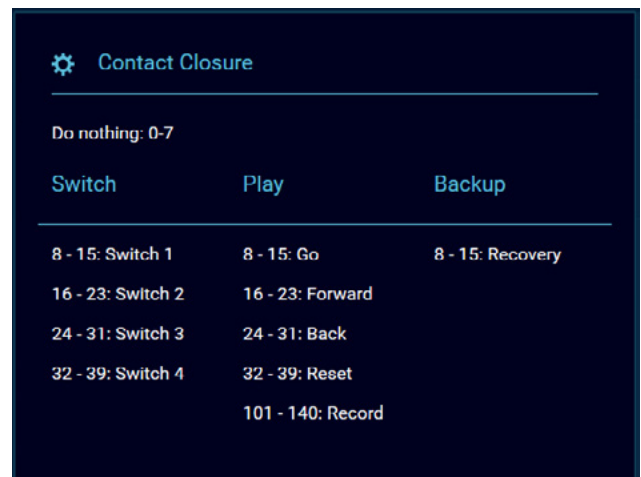 Contact Closure
Do nothing: 0-7
Switch Play Backup
8 - 15: Switch 1 8 - 15: Go 8 - 15: Recovery
16 - 23: Switch 2 16 - 23: Forward
24 - 31: Switch 3 24 - 31: Back
32 - 39: Switch 4 32 - 39: Reset
101 - 140: Record